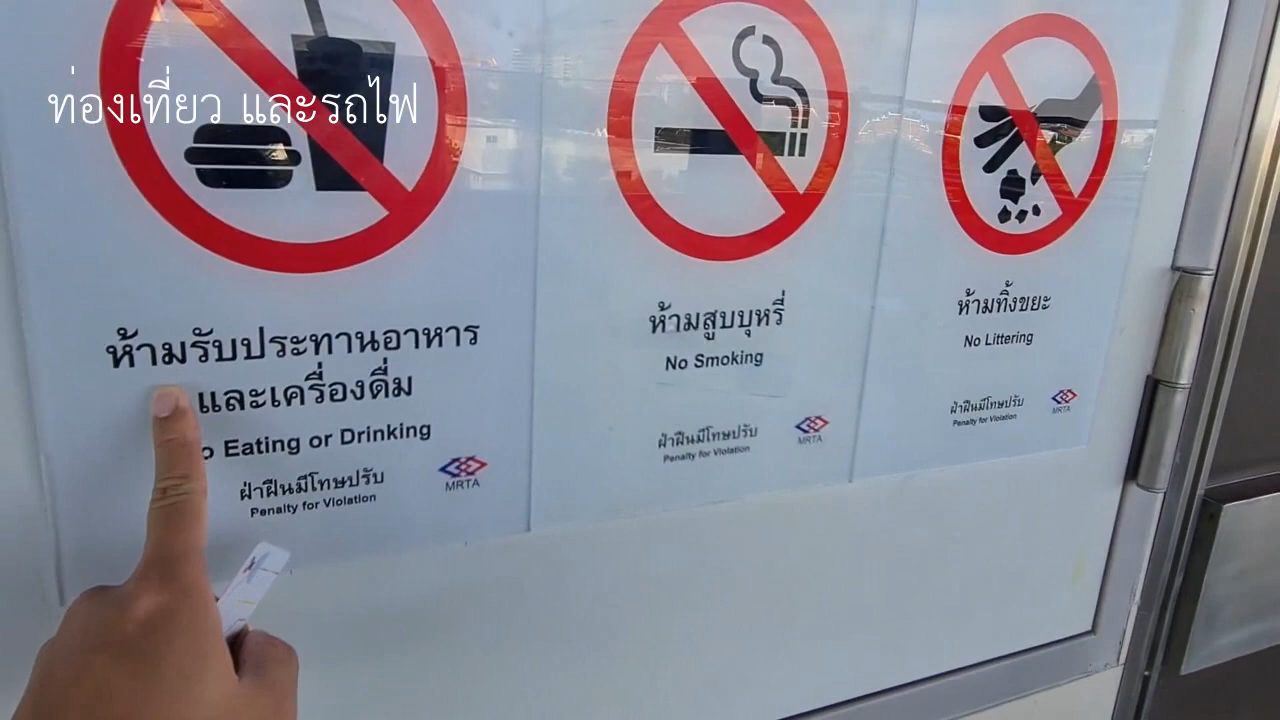 ท่องเที่ยว และรถไฟ
ห้ามรับประทานอาหาร
และเครื่องดื่ม
Eating or Drinking
ฝ่าฝืนมีโทษปรับ
Penalty for Violation
MRTA
ห้ามสูบบุหรี่
No Smoking
ฝ่าฝืนมีโทษปรับ
Penalty for Violation
MRTA
ห้ามทิ้งขยะ
No Littering
ฝ่าฝืนมีโทษปรับ
Penalty for Violation
MRTA